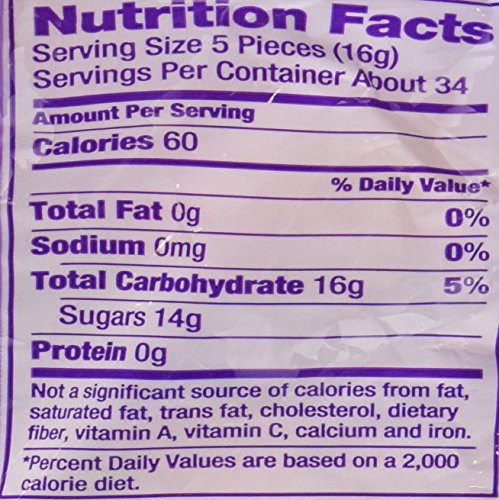 Nutrition Facts
Serving Size 5 Pieces (16g)
Servings Per Container About 34
Amount Per Serving
Calories 60
% Daily Value*
Total Fat 0g 0%
Sodium 0mg 0%
Total Carbohydrate 16g 5%
Sugars 14g
Protein 0g
Not a significant source of calories from fat,
saturated fat, trans fat, cholesterol, dietary
fiber, vitamin A, vitamin C, calcium and iron.
*Percent Daily Values are based on a 2,000
calorie diet.